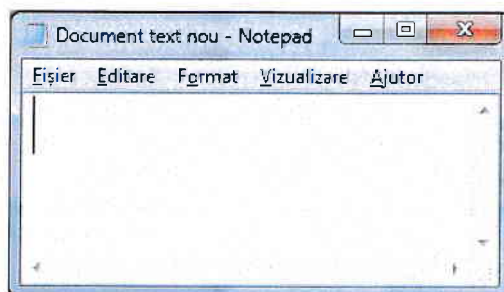 Document text nou - Notepad
Fișier Editare Format Vizualizare Ajutor